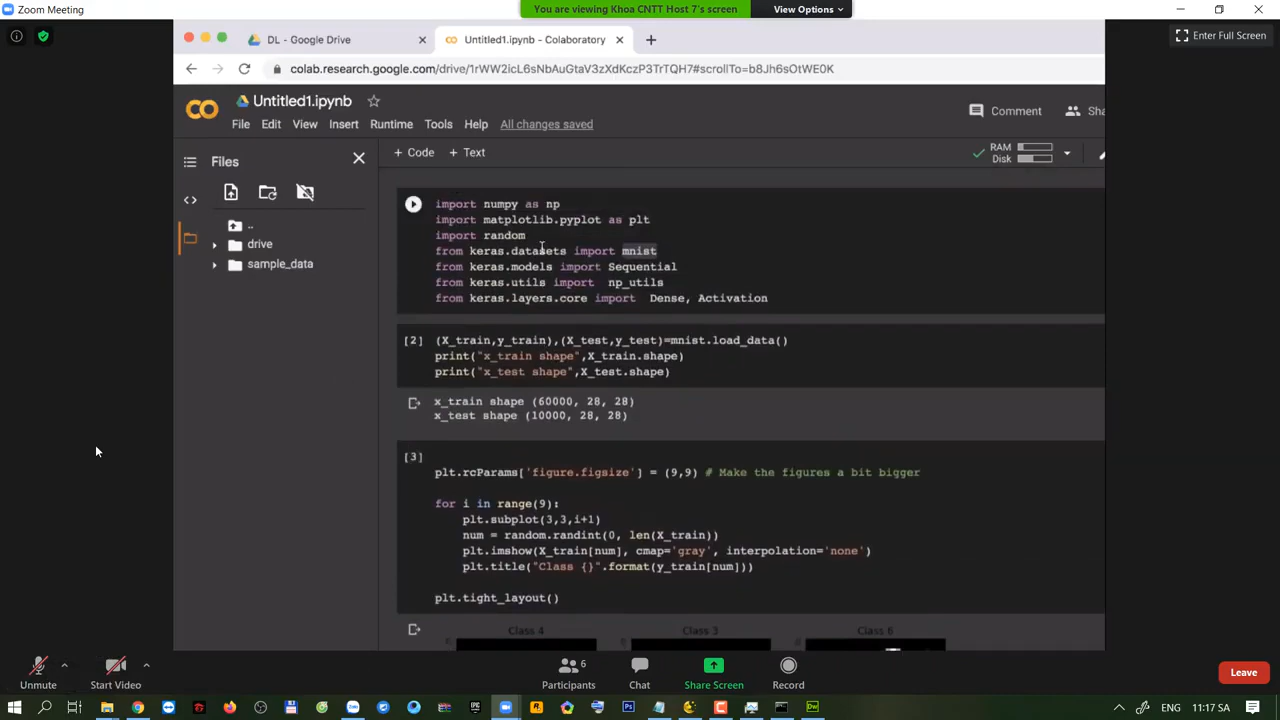 Zoom Meeting
You are viewing Khoa CNTT Host 7's screen
View Options
Enter Full Screen
DL - Google Drive
Untitled1.ipynb - Colaboratory
colab.research.google.com/drive/1rWW2icL6sNbAuGtaV3zXdKczP3TrTQH7#scrollTo=b8Jh6sOtWE0K
Untitled1.ipynb
Comment
Sha
File Edit View Insert Runtime Tools Help All changes saved
Files
+ Code + Text
RAM
Disk
..
drive
sample_data
import numpy as np
import matplotlib.pyplot as plt
import random
from keras.datasets import mnist
from keras.models import Sequential
from keras.utils import np_utils
from keras.layers.core import Dense, Activation
[2] (X_train,y_train),(X_test,y_test)=mnist.load_data()
print("x_train shape",X_train.shape)
print("x_test shape",X_test.shape)
x_train shape (60000, 28, 28)
x_test shape (10000, 28, 28)
[3]
plt.rcParams['figure.figsize'] = (9,9) # Make the figures a bit bigger
for i in range(9):
plt.subplot(3,3,i+1)
num = random.randint(0, len(X_train))
plt.imshow(X_train[num], cmap='gray', interpolation='none')
plt.title("Class {}".format(y_train[num]))
plt.tight_layout()
Class 4 Class 3 Class 6
Unmute
Start Video
6
Participants
Chat
Share Screen
Record
Leave
ENG 11:17 SA